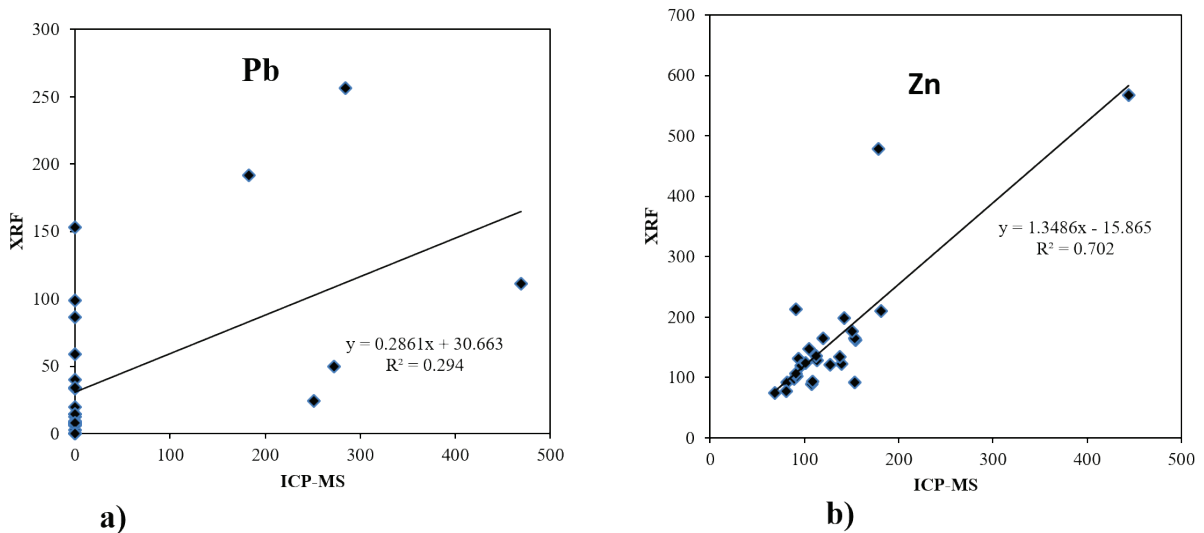 Pb
300
250
200
150
100
50
0
XRF
y = 0.2861x + 30.663
R² = 0.294
0 100 200 300 400 500
ICP-MS
a)
Zn
700
600
500
400
300
200
100
0
XRF
y = 1.3486x - 15.865
R² = 0.702
0 100 200 300 400 500
ICP-MS
b)